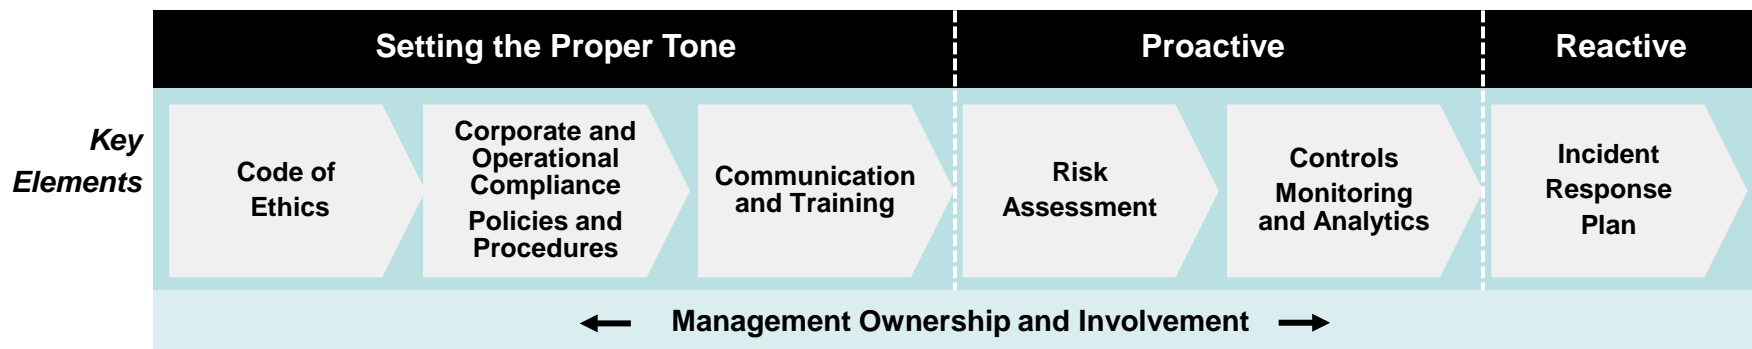 Setting the Proper Tone
Proactive
Reactive
Key
Elements
Code of
Ethics
Corporate and
Operational
Compliance
Policies and
Procedures
Communication
and Training
Risk
Assessment
Controls
Monitoring
and Analytics
Incident
Response
Plan
Management Ownership and Involvement